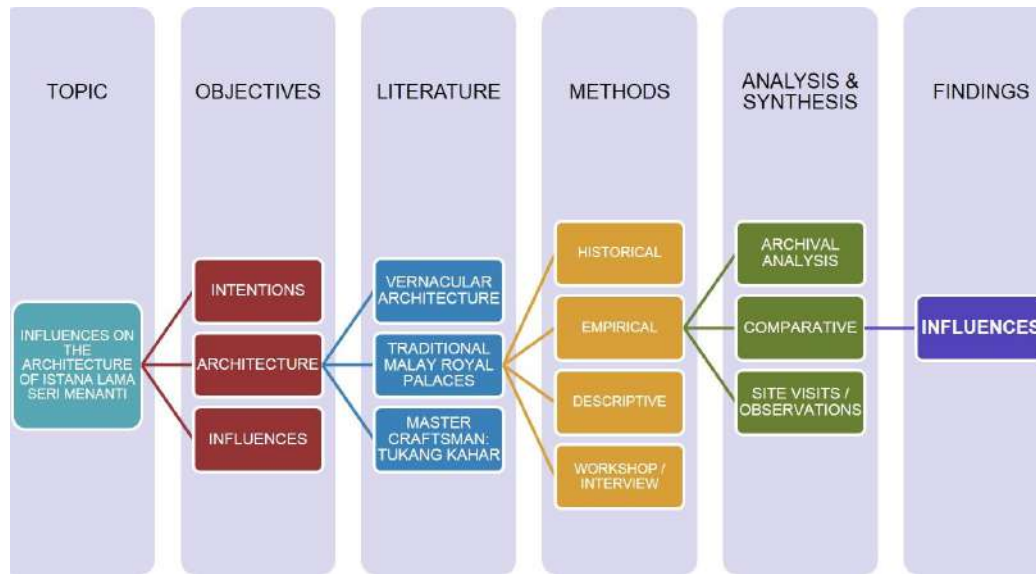 TOPIC
OBJECTIVES
LITERATURE
METHODS
ANALYSIS &
SYNTHESIS
FINDINGS
INFLUENCES ON
THE
ARCHITECTURE
OF ISTANA LAMA
SERI MENANTI
INTENTIONS
ARCHITECTURE
INFLUENCES
VERNACULAR
ARCHITECTURE
TRADITIONAL
MALAY ROYAL
PALACES
MASTER
CRAFTSMAN:
TUKANG KAHAR
HISTORICAL
EMPIRICAL
DESCRIPTIVE
WORKSHOP /
INTERVIEW
ARCHIVAL
ANALYSIS
COMPARATIVE
SITE VISITS /
OBSERVATIONS
INFLUENCES